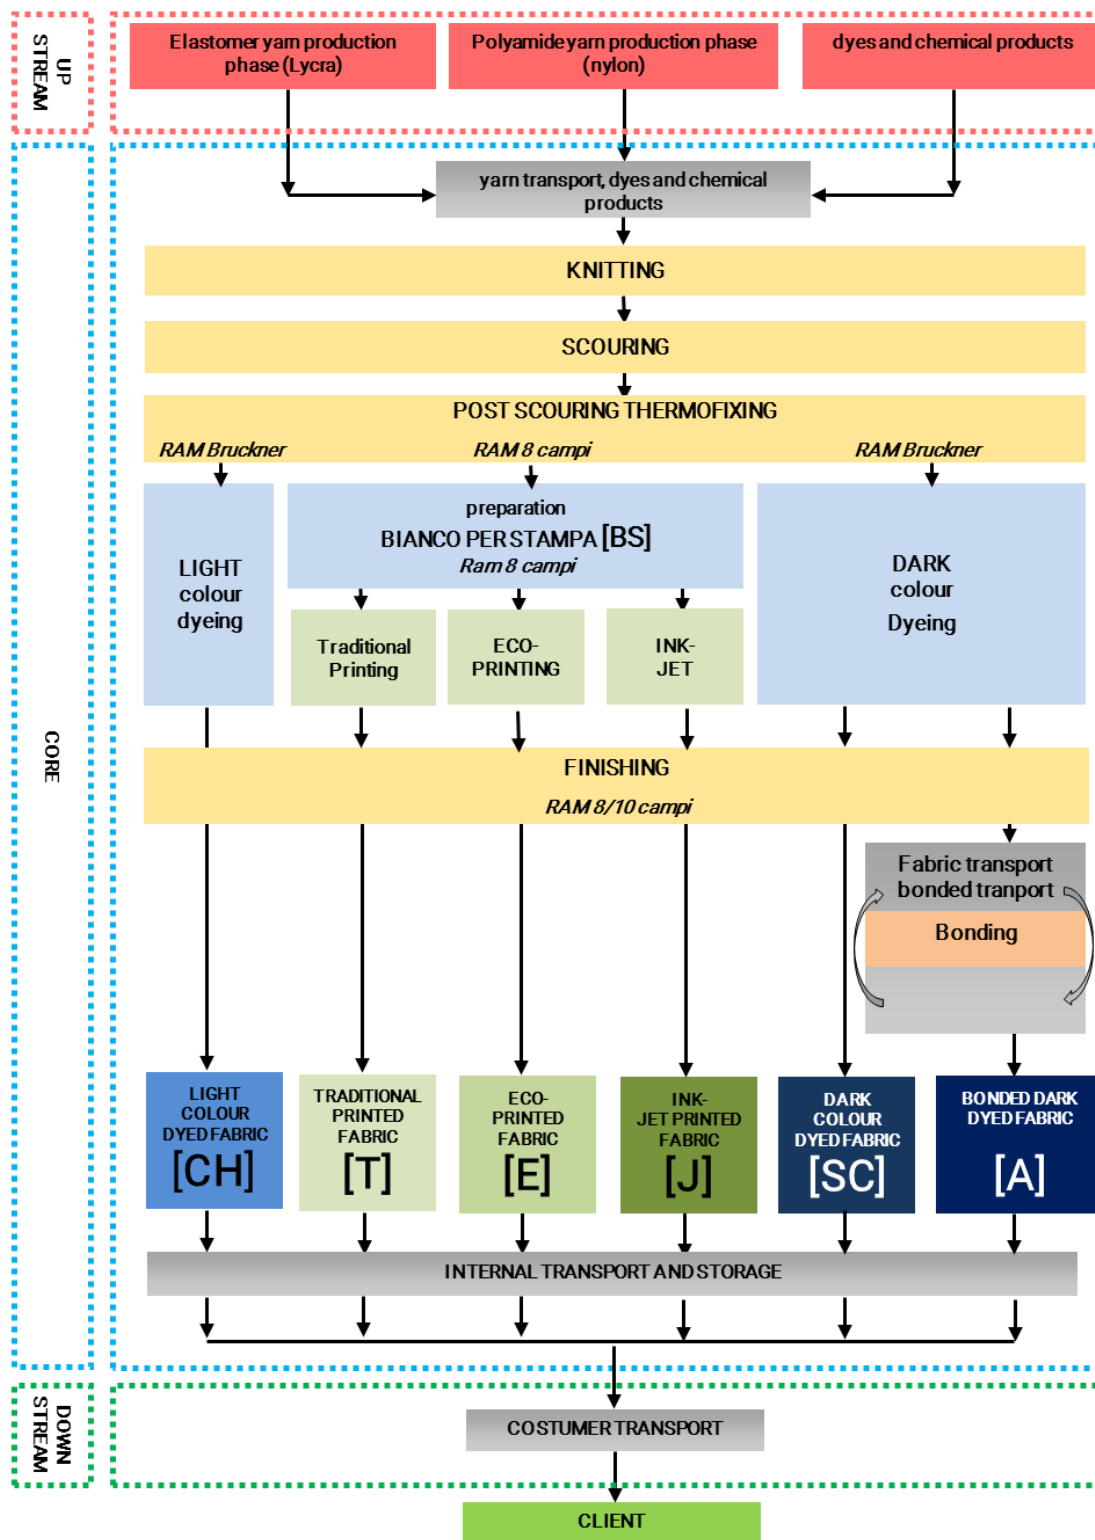 UP
STREAM
Elastomer yarn production
phase (Lycra)
Polyamide yarn production phase
(nylon)
dyes and chemical products
CORE
yarn transport, dyes and chemical
products
KNITTING
SCOURING
POST SCOURING THERMOFIXING
RAM Bruckner
RAM 8 campi
RAM Bruckner
LIGHT
colour
dyeing
preparation
BIANCO PER STAMPA [BS]
Ram 8 campi
DARK
colour
Dyeing
Traditional
Printing
ECO-
PRINTING
INK-
JET
FINISHING
RAM 8/10 campi
Fabric transport
bonded tranport
Bonding
LIGHT
COLOUR
DYED FABRIC
[CH]
TRADITIONAL
PRINTED
FABRIC
[T]
ECO-
PRINTED
FABRIC
[E]
INK-
JET PRINTED
FABRIC
[J]
DARK
COLOUR
DYED FABRIC
[SC]
BONDED DARK
DYED FABRIC
[A]
INTERNAL TRANSPORT AND STORAGE
DOWN
STREAM
COSTUMER TRANSPORT
CLIENT